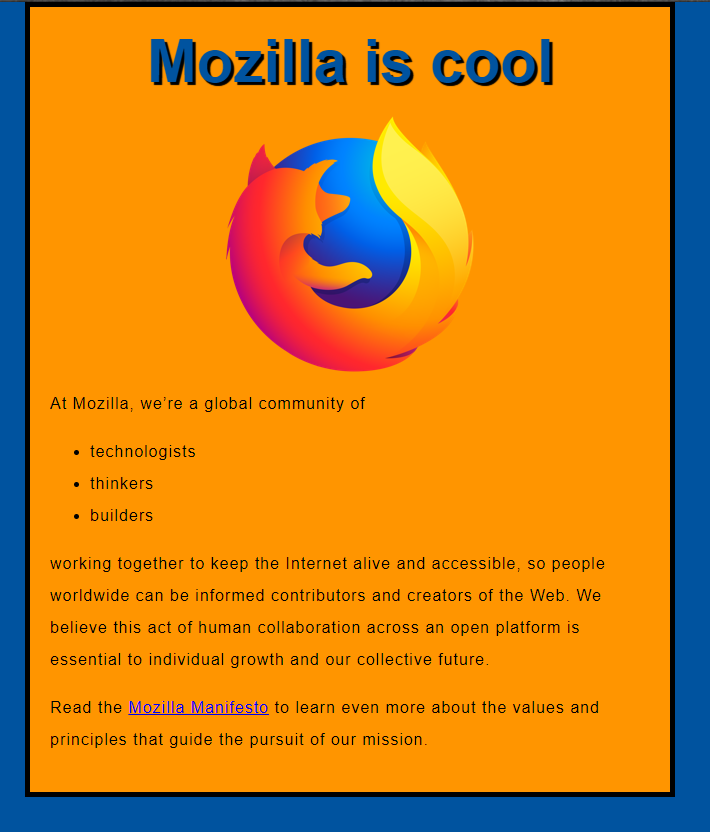 Mozilla is cool
At Mozilla, we’re a global community of
technologists
thinkers
builders
working together to keep the Internet alive and accessible, so people
worldwide can be informed contributors and creators of the Web. We
believe this act of human collaboration across an open platform is
essential to individual growth and our collective future.
Read the Mozilla Manifesto to learn even more about the values and
principles that guide the pursuit of our mission.